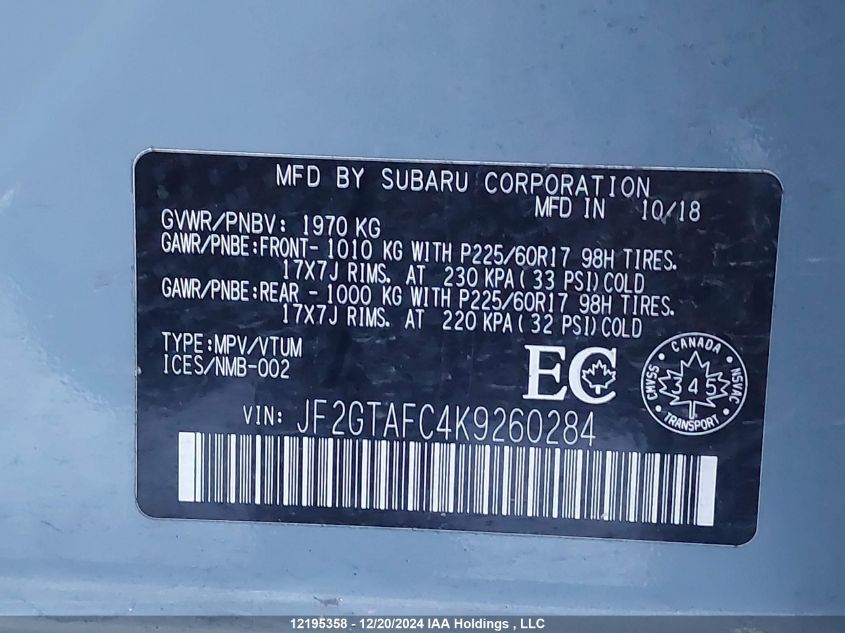 MFD BY SUBARU CORPORATION
MFD IN 10/18
GVWR/PNBV: 1970 KG
GAWR/PNBE:FRONT- 1010 KG WITH P225/60R17 98H TIRES.
17X7J RIMS. AT 230 KPA(33 PSI)COLD
GAWR/PNBE:REAR - 1000 KG WITH P225/60R17 98H TIRES.
17X7J RIMS. AT 220 KPA(32 PSI)COLD
TYPE:MPV/VTUM
ICES/NMB-002
EC
CANADA
CMVSS
345
NSVAC
TRANSPORT
VIN: JF2GTAFC4K9260284
12195358 - 12/20/2024 IAA Holdings , LLC